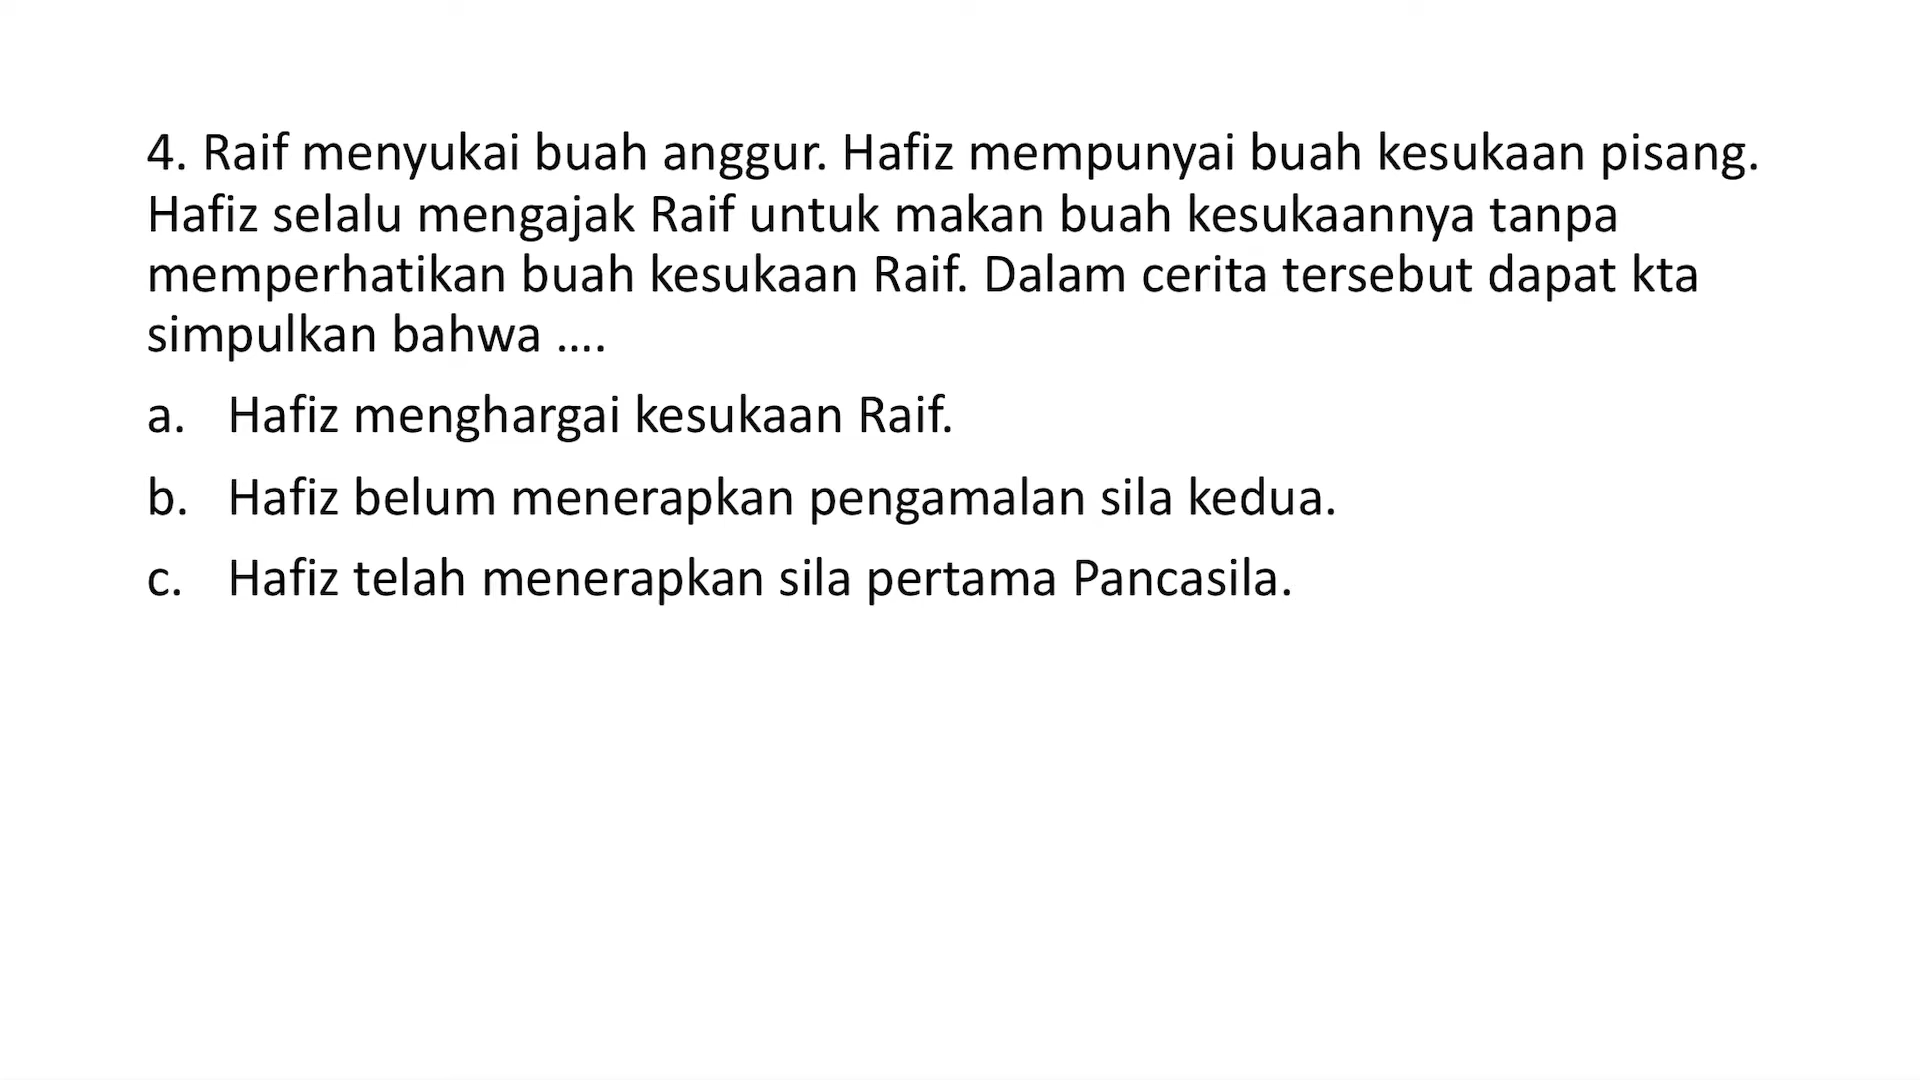 4. Raif menyukai buah anggur. Hafiz mempunyai buah kesukaan pisang.
Hafiz selalu mengajak Raif untuk makan buah kesukaannya tanpa
memperhatikan buah kesukaan Raif. Dalam cerita tersebut dapat kta
simpulkan bahwa ....
a. Hafiz menghargai kesukaan Raif.
b. Hafiz belum menerapkan pengamalan sila kedua.
c. Hafiz telah menerapkan sila pertama Pancasila.